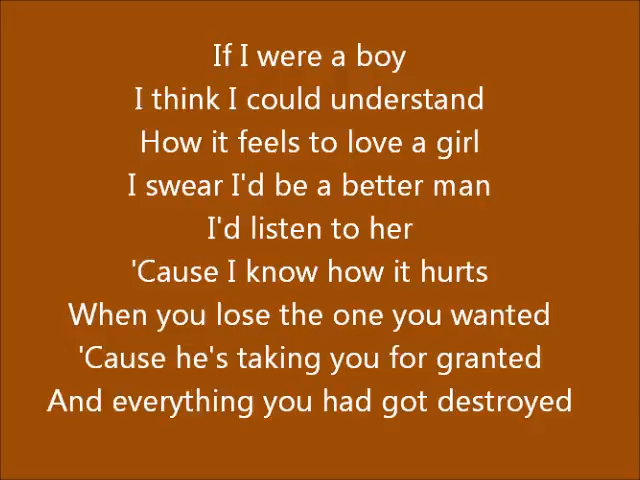 If I were a boy
I think I could understand
How it feels to love a girl
I swear I'd be a better man
I'd listen to her
'Cause I know how it hurts
When you lose the one you wanted
'Cause he's taking you for granted
And everything you had got destroyed